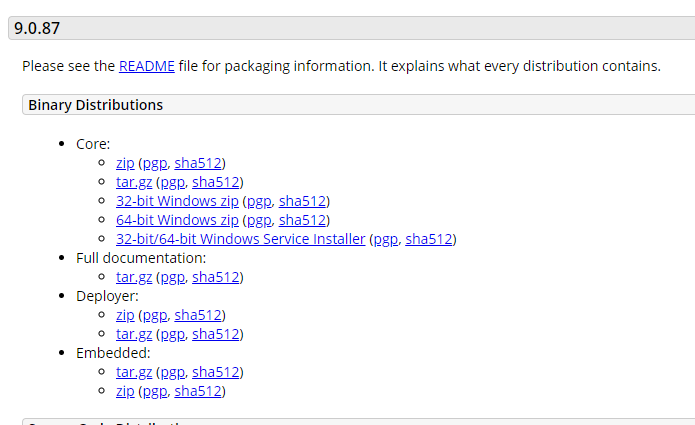 9.0.87
Please see the README file for packaging information. It explains what every distribution contains.
Binary Distributions
Core:
zip (pgp, sha512)
tar.gz (pgp, sha512)
32-bit Windows zip (pgp, sha512)
64-bit Windows zip (pgp, sha512)
32-bit/64-bit Windows Service Installer (pgp, sha512)
Full documentation:
tar.gz (pgp, sha512)
Deployer:
zip (pgp, sha512)
tar.gz (pgp, sha512)
Embedded:
tar.gz (pgp, sha512)
zip (pgp, sha512)